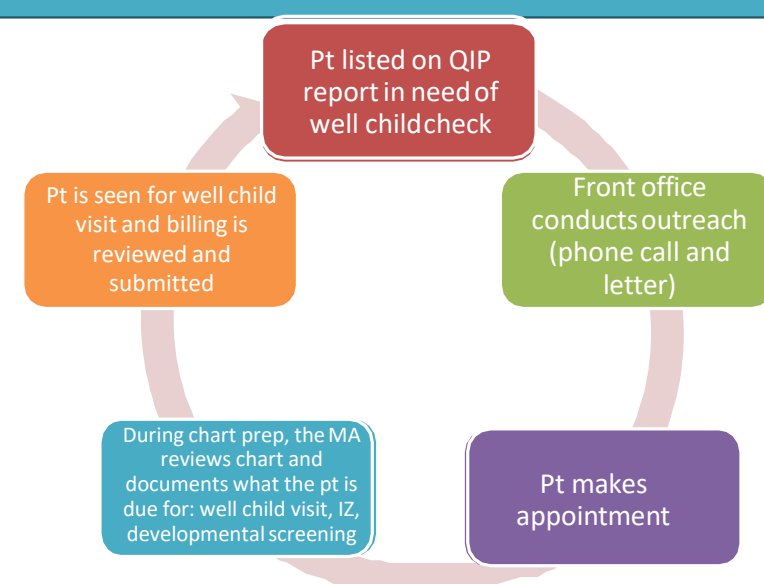 Pt listed on QIP
report in need of
well child check
Front office
conducts outreach
(phone call and
letter)
Pt makes
appointment
During chart prep, the MA
reviews chart and
documents what the pt is
due for: well child visit, IZ,
developmental screening
Pt is seen for well child
visit and billing is
reviewed and
submitted